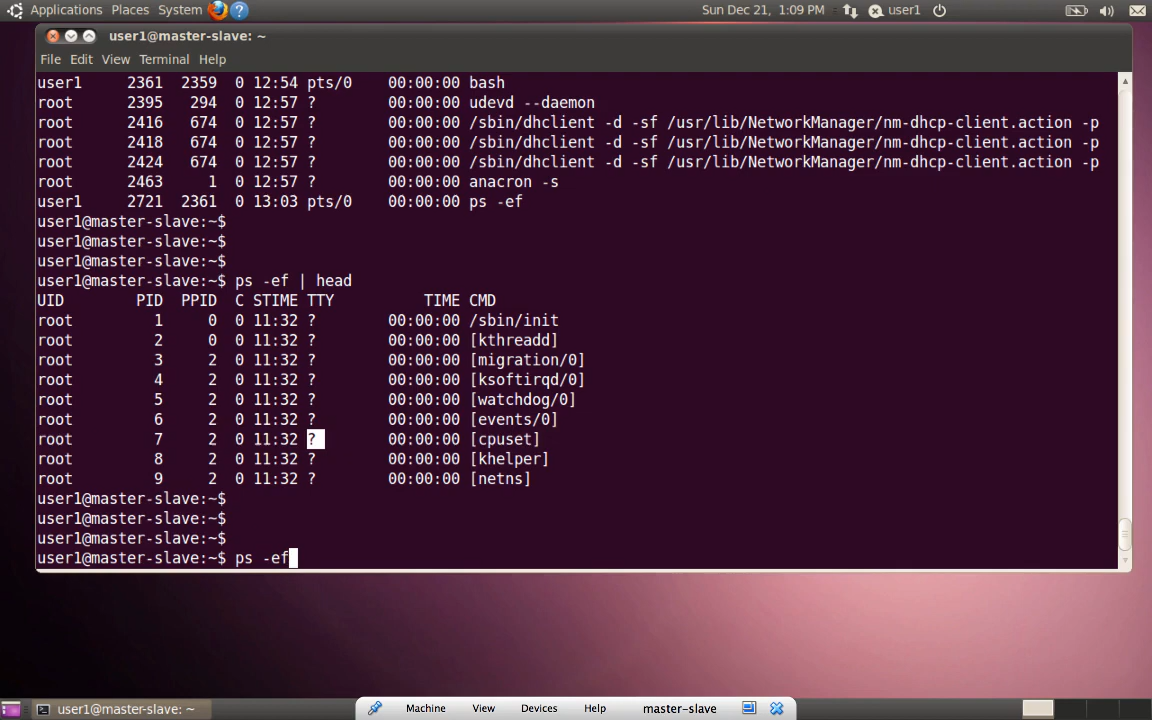 Applications Places System ? Sun Dec 21, 1:09 PM user1
user1@master-slave: ~
File Edit View Terminal Help
user1 2361 2359 0 12:54 pts/0 00:00:00 bash
root 2395 294 0 12:57 ? 00:00:00 udevd --daemon
root 2416 674 0 12:57 ? 00:00:00 /sbin/dhclient -d -sf /usr/lib/NetworkManager/nm-dhcp-client.action -p
root 2418 674 0 12:57 ? 00:00:00 /sbin/dhclient -d -sf /usr/lib/NetworkManager/nm-dhcp-client.action -p
root 2424 674 0 12:57 ? 00:00:00 /sbin/dhclient -d -sf /usr/lib/NetworkManager/nm-dhcp-client.action -p
root 2463 1 0 12:57 ? 00:00:00 anacron -s
user1 2721 2361 0 13:03 pts/0 00:00:00 ps -ef
user1@master-slave:~$
user1@master-slave:~$
user1@master-slave:~$
user1@master-slave:~$ ps -ef | head
UID PID PPID C STIME TTY TIME CMD
root 1 0 0 11:32 ? 00:00:00 /sbin/init
root 2 0 0 11:32 ? 00:00:00 [kthreadd]
root 3 2 0 11:32 ? 00:00:00 [migration/0]
root 4 2 0 11:32 ? 00:00:00 [ksoftirqd/0]
root 5 2 0 11:32 ? 00:00:00 [watchdog/0]
root 6 2 0 11:32 ? 00:00:00 [events/0]
root 7 2 0 11:32 ? 00:00:00 [cpuset]
root 8 2 0 11:32 ? 00:00:00 [khelper]
root 9 2 0 11:32 ? 00:00:00 [netns]
user1@master-slave:~$
user1@master-slave:~$
user1@master-slave:~$
user1@master-slave:~$ ps -ef
user1@master-slave: ~ Machine View Devices Help master-slave